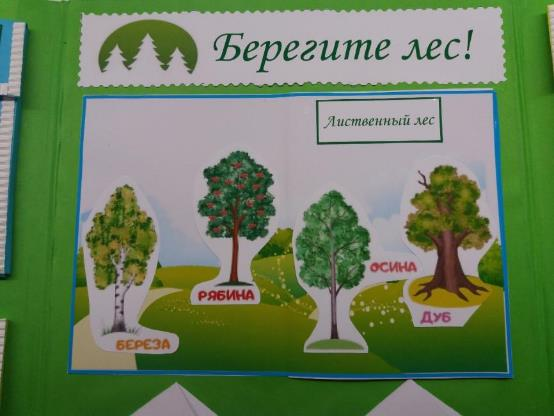 Берегите лес!
Лиственный лес
РЯБИНА
ОСИНА
БЕРЕЗА
ДУБ